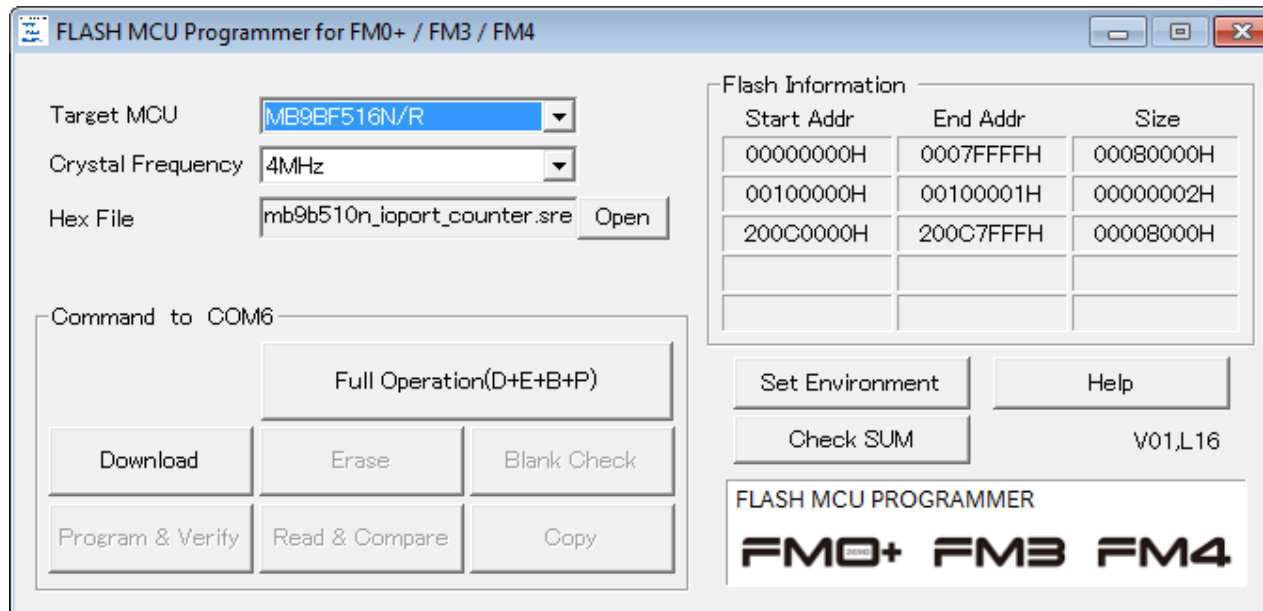 FLASH MCU Programmer for FM0+ / FM3 / FM4
Target MCU MB9BF516N/R
Crystal Frequency 4MHz
Hex File mb9b510n_ioport_counter.sre Open
Flash Information
Start Addr End Addr Size
00000000H 0007FFFFH 00080000H
00100000H 00100001H 00000002H
200C0000H 200C7FFFH 00008000H
Command to COM6
Full Operation(D+E+B+P)
Download Erase Blank Check
Program & Verify Read & Compare Copy
Set Environment Help
Check SUM V01,L16
FLASH MCU PROGRAMMER
FM0+ FM3 FM4